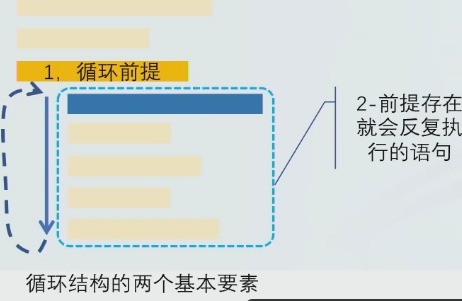 1，循环前提
2-前提存在
就会反复执
行的语句
循环结构的两个基本要素